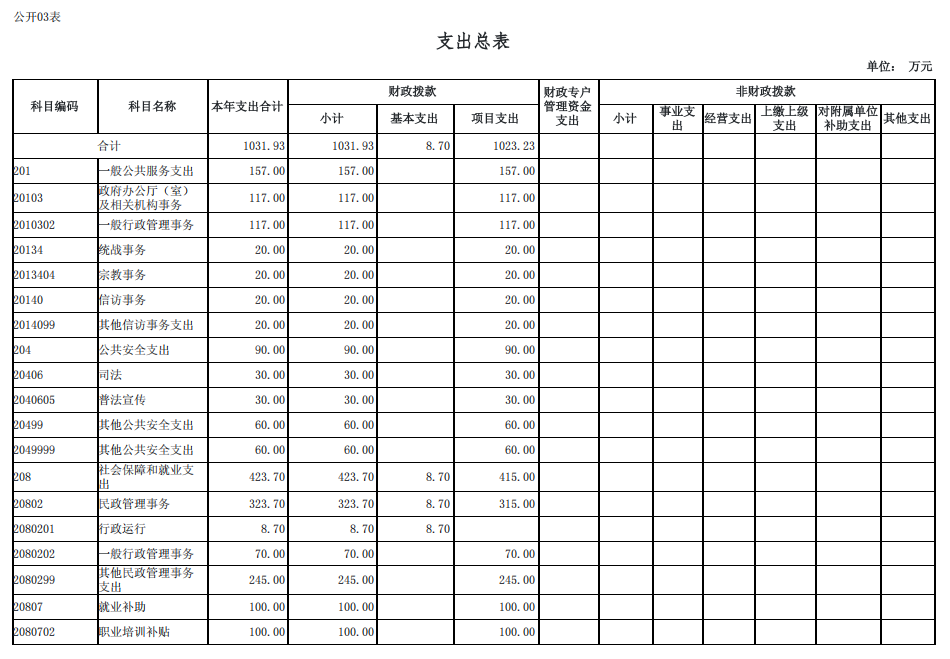 公开03表
支出总表
单位： 万元
科目编码 科目名称 本年支出合计 财政拨款 财政专户管理资金支出 非财政拨款
小计 基本支出 项目支出 小计 事业支出 经营支出 上缴上级支出 对附属单位补助支出 其他支出
合计 1031.93 1031.93 8.70 1023.23
201 一般公共服务支出 157.00 157.00 157.00
20103 政府办公厅（室）及相关机构事务 117.00 117.00 117.00
2010302 一般行政管理事务 117.00 117.00 117.00
20134 统战事务 20.00 20.00 20.00
2013404 宗教事务 20.00 20.00 20.00
20140 信访事务 20.00 20.00 20.00
2014099 其他信访事务支出 20.00 20.00 20.00
204 公共安全支出 90.00 90.00 90.00
20406 司法 30.00 30.00 30.00
2040605 普法宣传 30.00 30.00 30.00
20499 其他公共安全支出 60.00 60.00 60.00
2049999 其他公共安全支出 60.00 60.00 60.00
208 社会保障和就业支出 423.70 423.70 8.70 415.00
20802 民政管理事务 323.70 323.70 8.70 315.00
2080201 行政运行 8.70 8.70 8.70
2080202 一般行政管理事务 70.00 70.00 70.00
2080299 其他民政管理事务支出 245.00 245.00 245.00
20807 就业补助 100.00 100.00 100.00
2080702 职业培训补贴 100.00 100.00 100.00